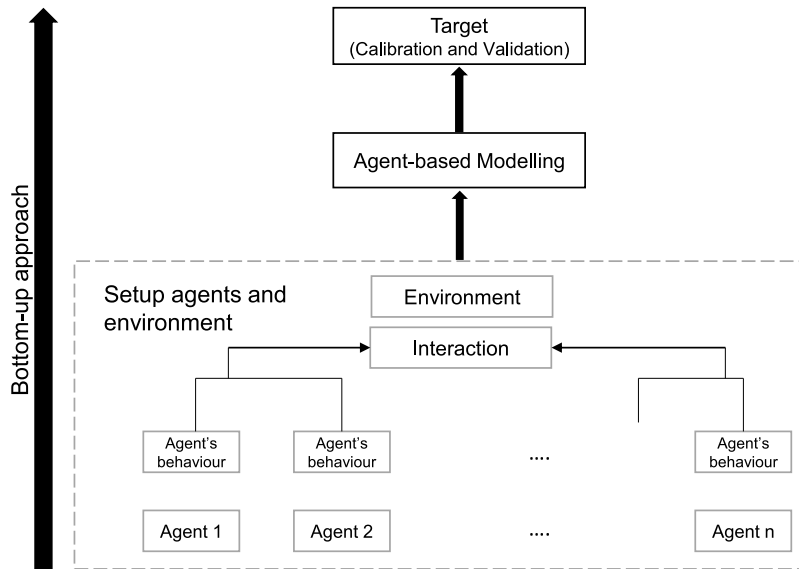 Target
(Calibration and Validation)
Agent-based Modelling
Bottom-up approach
Setup agents and
environment
Environment
Interaction
Agent's
behaviour
Agent's
behaviour
....
Agent's
behaviour
Agent 1
Agent 2
....
Agent n